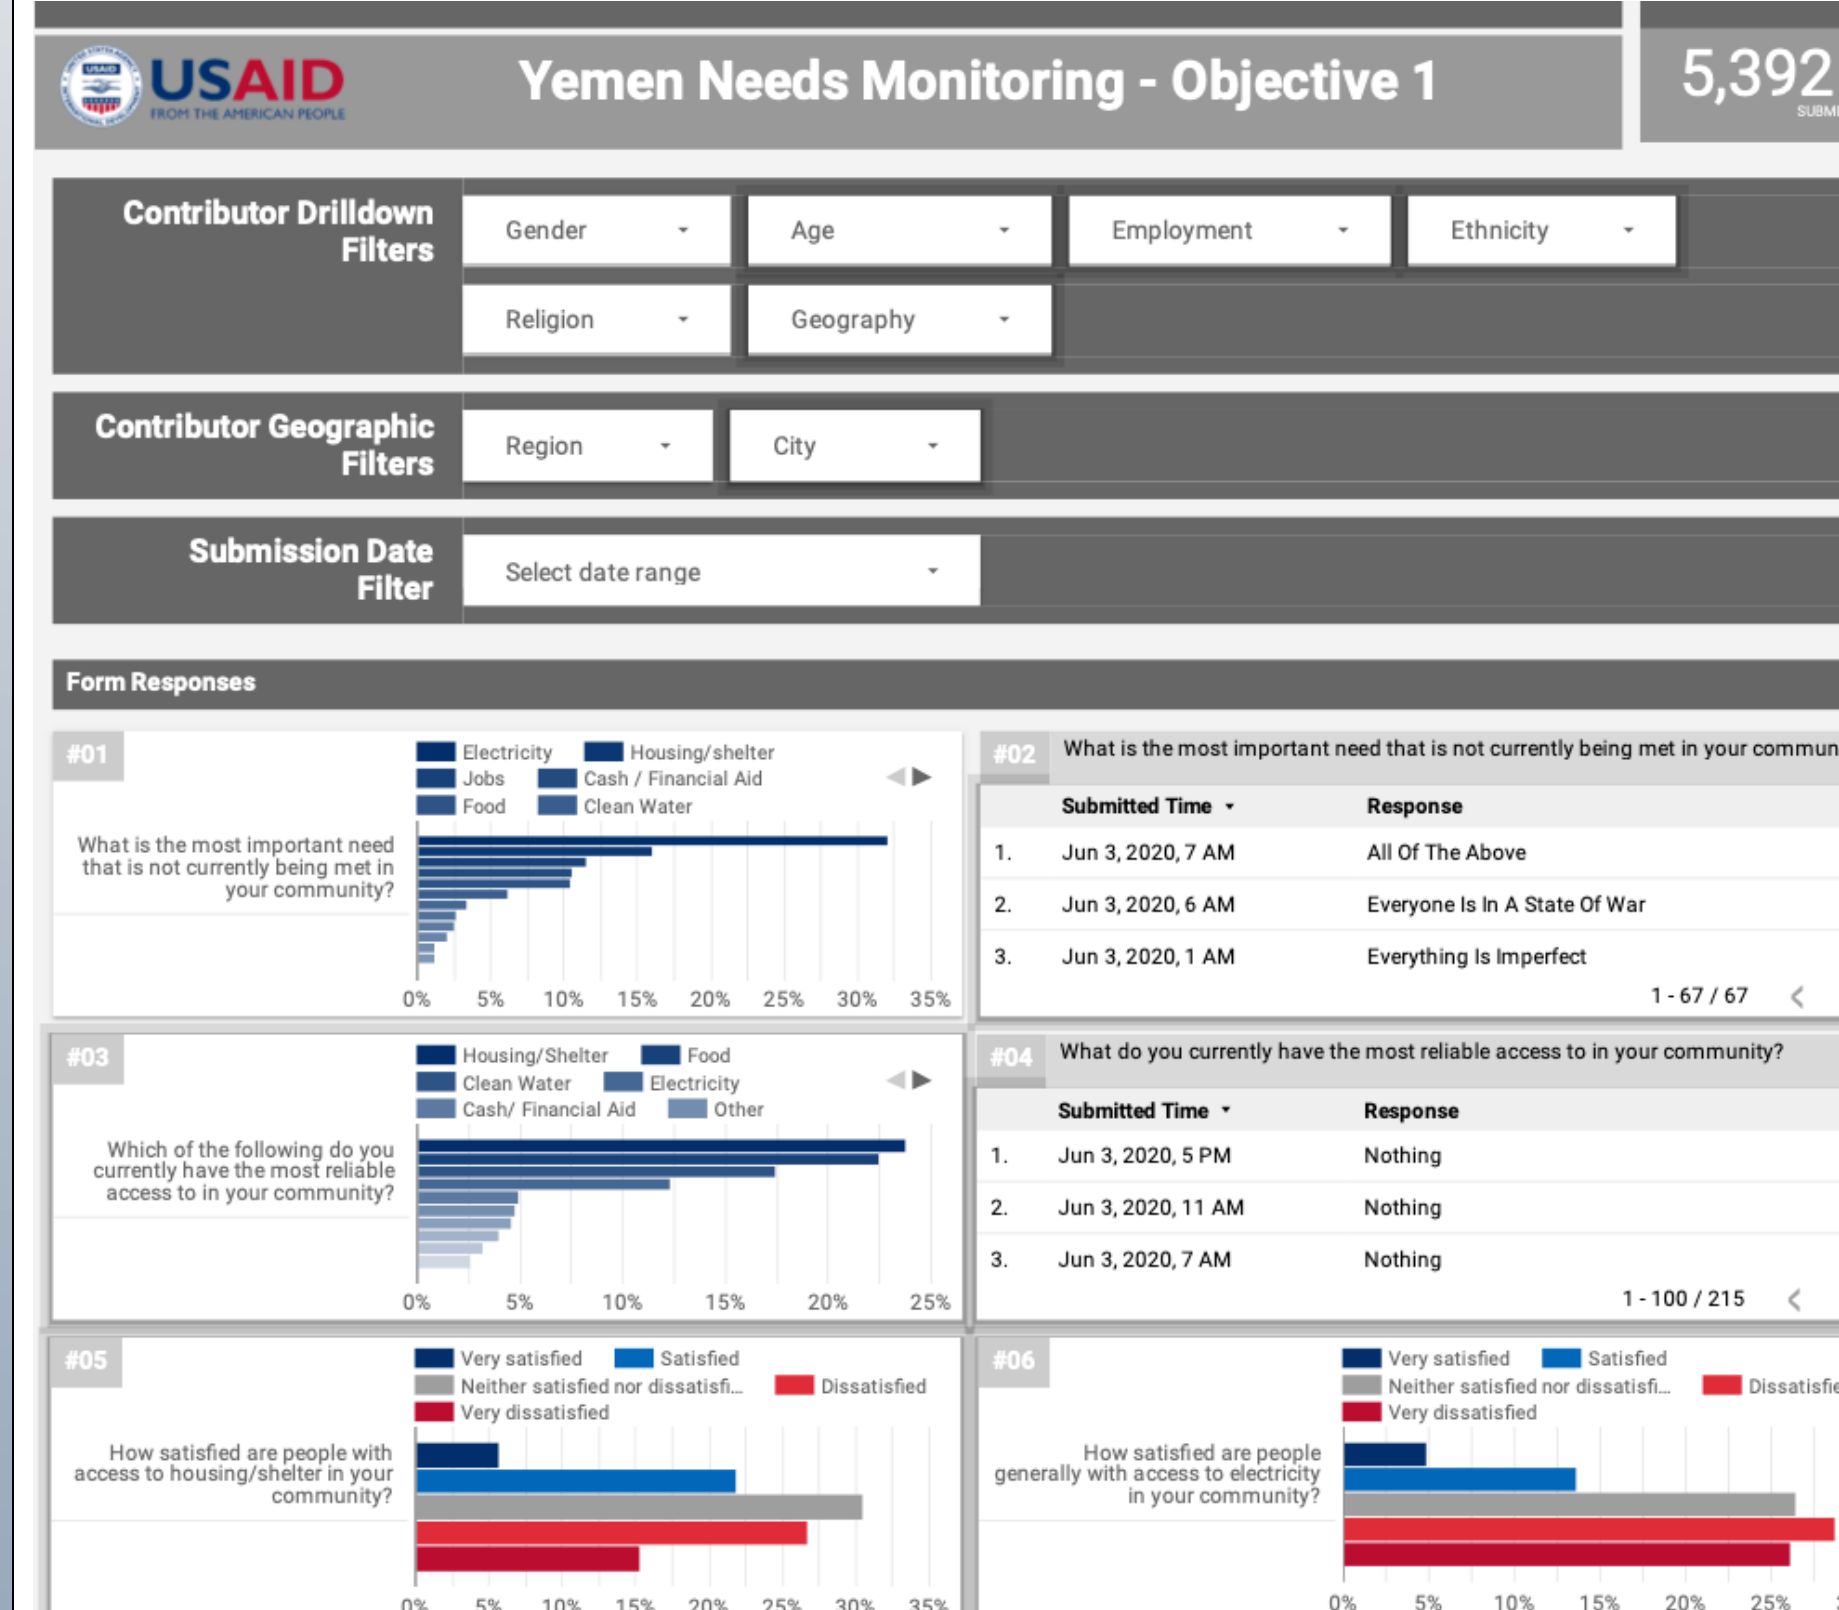 USAID
USAID
FROM THE AMERICAN PEOPLE
Yemen Needs Monitoring - Objective 1
5,392
Contributor Drilldown
Filters
Gender
Age
Employment
Ethnicity
Religion
Geography
Contributor Geographic
Filters
Region
City
Submission Date
Filter
Select date range
Form Responses
#01
Electricity Housing/shelter
Jobs Cash / Financial Aid
Food Clean Water
What is the most important need
that is not currently being met in
your community?
0% 5% 10% 15% 20% 25% 30% 35%
#02 What is the most important need that is not currently being met in your commun
Submitted Time Response
1. Jun 3, 2020, 7 AM All Of The Above
2. Jun 3, 2020, 6 AM Everyone Is In A State Of War
3. Jun 3, 2020, 1 AM Everything Is Imperfect
1 - 67 / 67
#03
Housing/Shelter Food
Clean Water Electricity
Cash/ Financial Aid Other
Which of the following do you
currently have the most reliable
access to in your community?
0% 5% 10% 15% 20% 25%
#04 What do you currently have the most reliable access to in your community?
Submitted Time Response
1. Jun 3, 2020, 5 PM Nothing
2. Jun 3, 2020, 11 AM Nothing
3. Jun 3, 2020, 7 AM Nothing
1 - 100 / 215
#05
Very satisfied Satisfied
Neither satisfied nor dissatisfi... Dissatisfied
Very dissatisfied
How satisfied are people with
access to housing/shelter in your
community?
0% 5% 10% 15% 20% 25% 30% 35%
#06
Very satisfied Satisfied
Neither satisfied nor dissatisfi... Dissatisfie
Very dissatisfied
How satisfied are people
generally with access to electricity
in your community?
0% 5% 10% 15% 20% 25%